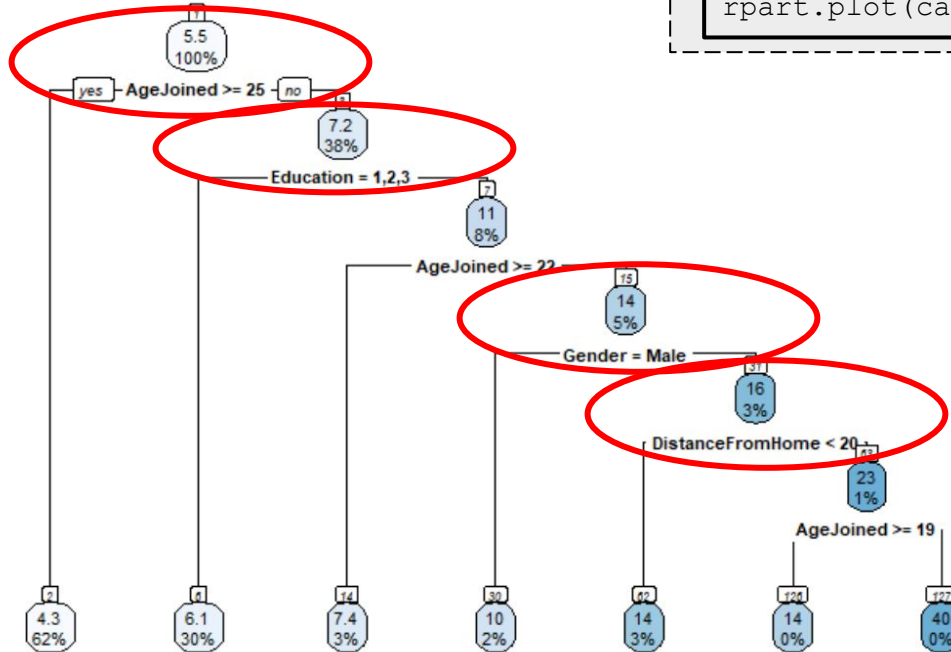 rpart.plot(ca
1
5.5
100%
yes AgeJoined >= 25 no
3
7.2
38%
Education = 1,2,3
7
11
8%
AgeJoined >= 22
15
14
5%
Gender = Male
31
16
3%
DistanceFromHome < 20
63
23
1%
AgeJoined >= 19
2 6 14 30 62 126 127
4.3 6.1 7.4 10 14 14 40
62% 30% 3% 2% 3% 0% 0%